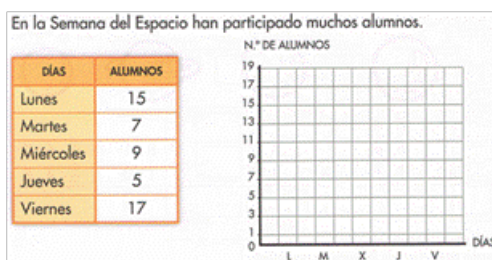 En la Semana del Espacio han participado muchos alumnos.
DÍAS ALUMNOS
Lunes 15
Martes 7
Miércoles 9
Jueves 5
Viernes 17
N.º DE ALUMNOS
19
17
15
13
11
9
7
5
3
1
0
L M X J V DÍAS